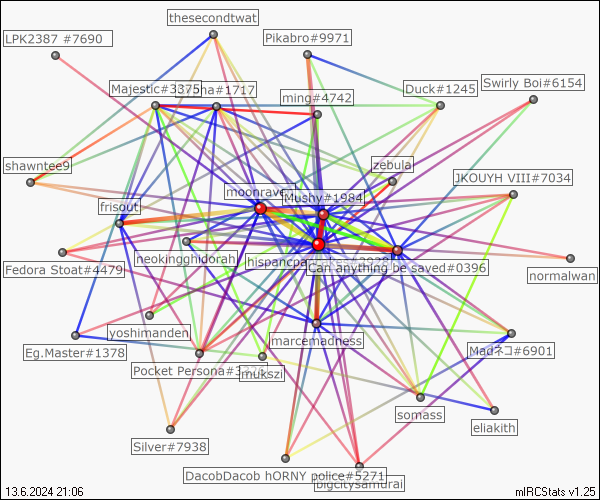 thesecondtwat
LPK2387 #7690
Pikabro#9971
Majestic#3375
#1717
Duck#1245
Swirly Boi#6154
ming#4742
shawntee9
zebula
JKOUYH VIII#7034
moonrave
Mushy#1984
frisout
Fedora Stoat#4479
neokingghidorah
hispancpa
Can anything be saved#0396
normalwan
yoshimanden
marcemadness
Eg.Master#1378
Madネコ#6901
Pocket Persona#3
mukszi
somass
eliakith
Silver#7938
DacobDacob hORNY police#5271
bigcitysamurai
13.6.2024 21:06
mIRCStats v1.25